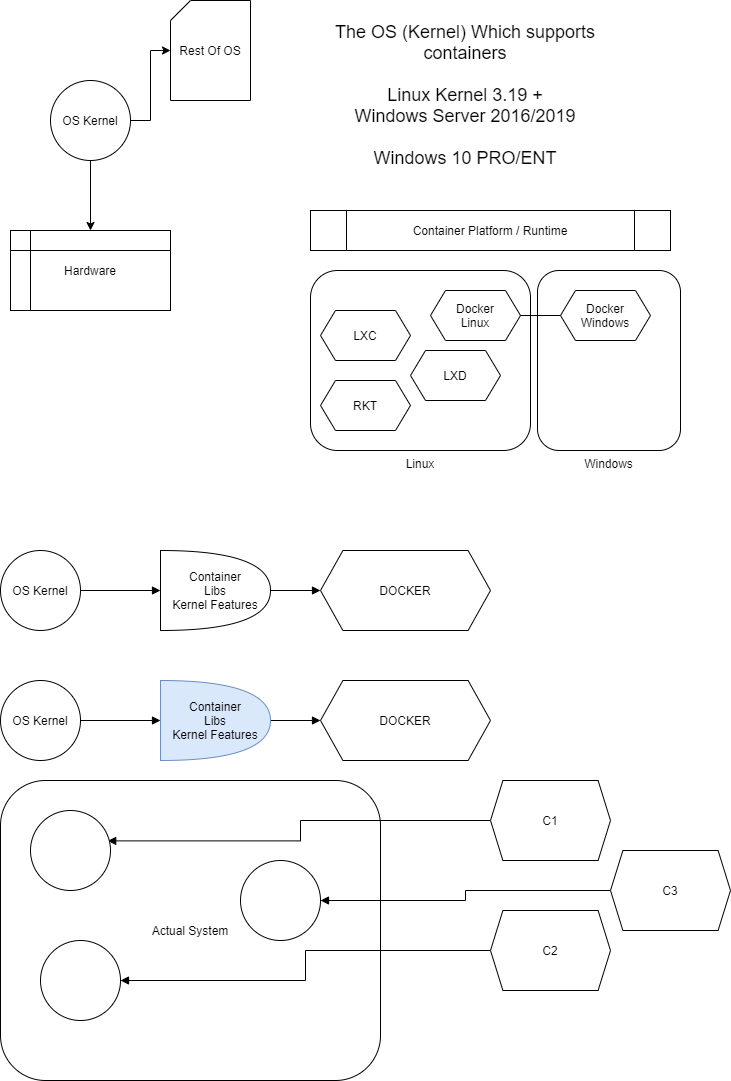 The OS (Kernel) Which supports
containers
Linux Kernel 3.19 +
Windows Server 2016/2019
Windows 10 PRO/ENT
Rest Of OS
OS Kernel
Hardware
Container Platform / Runtime
Docker
Linux
Docker
Windows
LXC
LXD
RKT
Linux
Windows
OS Kernel
Container
Libs
Kernel Features
DOCKER
OS Kernel
Container
Libs
Kernel Features
DOCKER
C1
C3
Actual System
C2